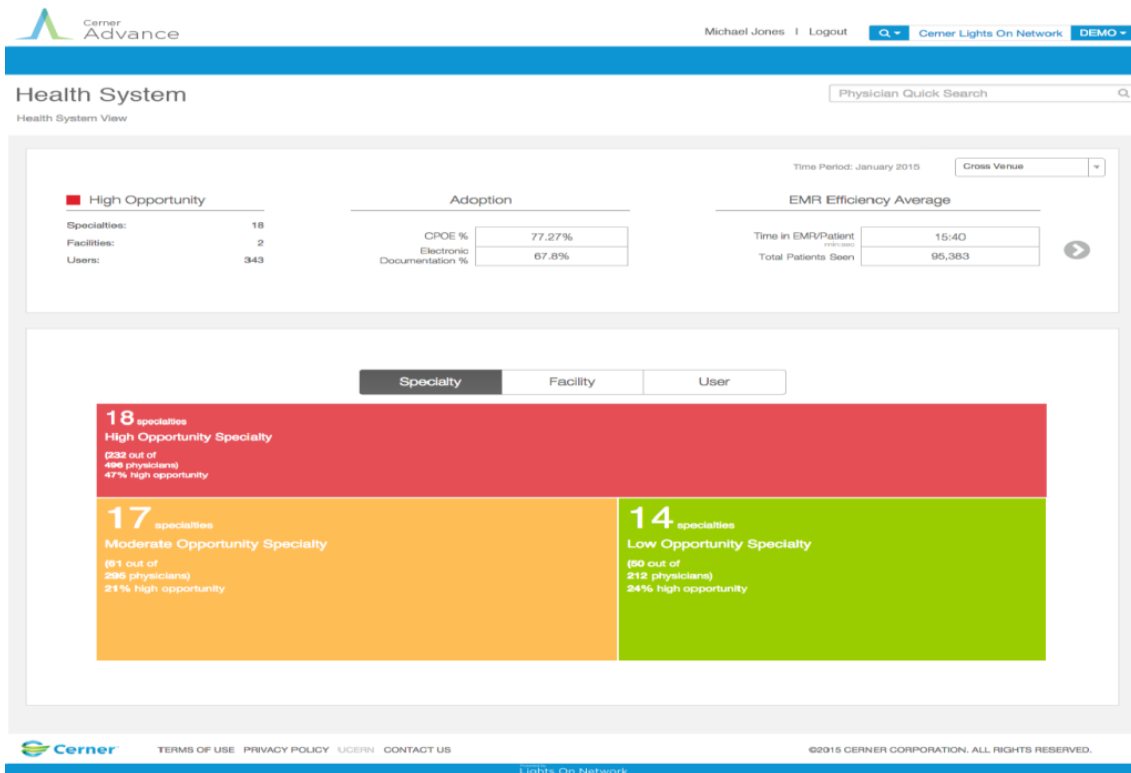 Cerner
Advance
Michael Jones | Logout
Cerner Lights On Network
DEMO
Health System
Physician Quick Search
Health System View
Time Period: January 2015
Cross Venue
High Opportunity
Specialties: 18
Facilities: 2
Users: 343
Adoption
CPOE % 77.27%
Electronic
Documentation % 67.8%
EMR Efficiency Average
Time in EMR/Patient 15:40
min:sec
Total Patients Seen 95,383
Specialty
Facility
User
18 specialties
High Opportunity Specialty
(232 out of
496 physicians)
47% high opportunity
17 specialties
Moderate Opportunity Specialty
(61 out of
295 physicians)
21% high opportunity
14 specialties
Low Opportunity Specialty
(50 out of
212 physicians)
24% high opportunity
Cerner
TERMS OF USE PRIVACY POLICY UCERN CONTACT US
©2015 CERNER CORPORATION. ALL RIGHTS RESERVED.
Lights On Network